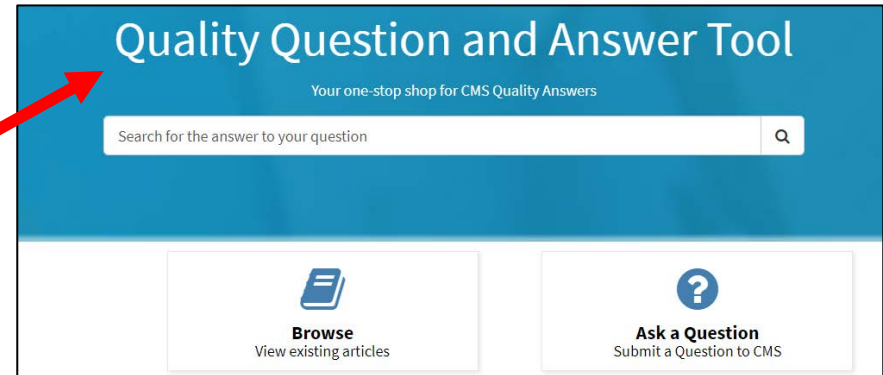 Quality Question and Answer Tool
Your one-stop shop for CMS Quality Answers
Search for the answer to your question
Browse
View existing articles
Ask a Question
Submit a Question to CMS